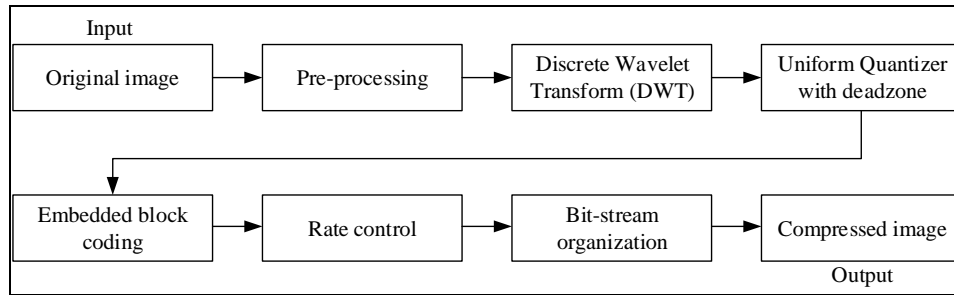 Input
Original image
Pre-processing
Discrete Wavelet
Transform (DWT)
Uniform Quantizer
with deadzone
Embedded block
coding
Rate control
Bit-stream
organization
Compressed image
Output